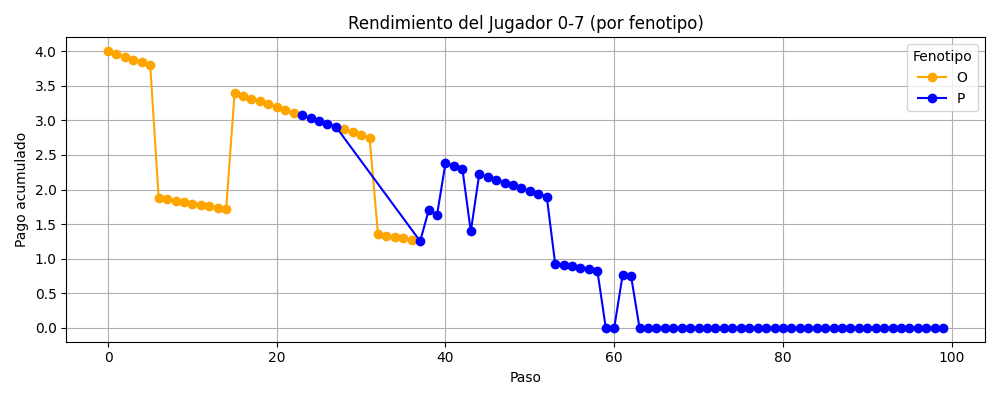 Rendimiento del Jugador 0-7 (por fenotipo)
Pago acumulado
4.0
3.5
3.0
2.5
2.0
1.5
1.0
0.5
0.0
Fenotipo
O
P
0 20 40 60 80 100
Paso